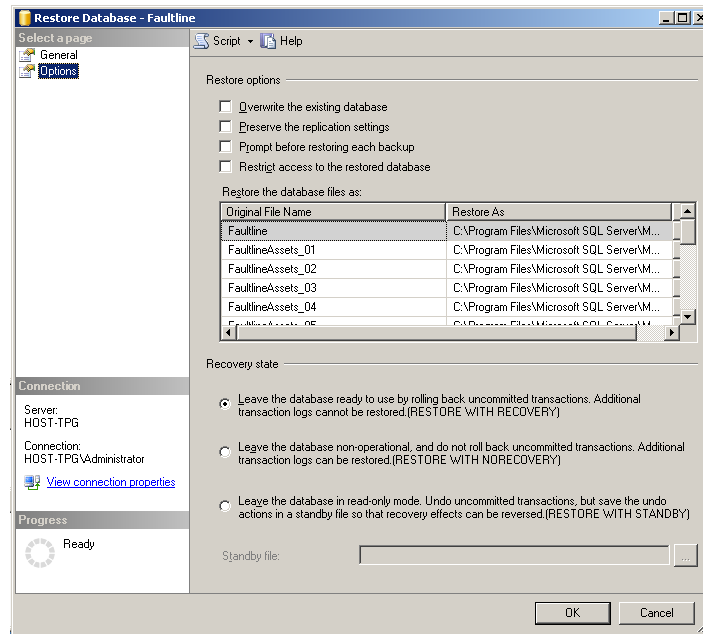 Restore Database - Faultline
Select a page
General
Options
Script
Help
Restore options
Overwrite the existing database
Preserve the replication settings
Prompt before restoring each backup
Restrict access to the restored database
Restore the database files as:
Original File Name Restore As
Faultline C:\Program Files\Microsoft SQL Server\M...
FaultlineAssets_01 C:\Program Files\Microsoft SQL Server\M...
FaultlineAssets_02 C:\Program Files\Microsoft SQL Server\M...
FaultlineAssets_03 C:\Program Files\Microsoft SQL Server\M...
FaultlineAssets_04 C:\Program Files\Microsoft SQL Server\M...
FaultlineAssets_05 C:\Program Files\Microsoft SQL Server\M...
Recovery state
Leave the database ready to use by rolling back uncommitted transactions. Additional
transaction logs cannot be restored.(RESTORE WITH RECOVERY)
Leave the database non-operational, and do not roll back uncommitted transactions. Additional
transaction logs can be restored.(RESTORE WITH NORECOVERY)
Leave the database in read-only mode. Undo uncommitted transactions, but save the undo
actions in a standby file so that recovery effects can be reversed.(RESTORE WITH STANDBY)
Standby file:
...
Connection
Server:
HOST-TPG
Connection:
HOST-TPG\Administrator
View connection properties
Progress
Ready
OK
Cancel